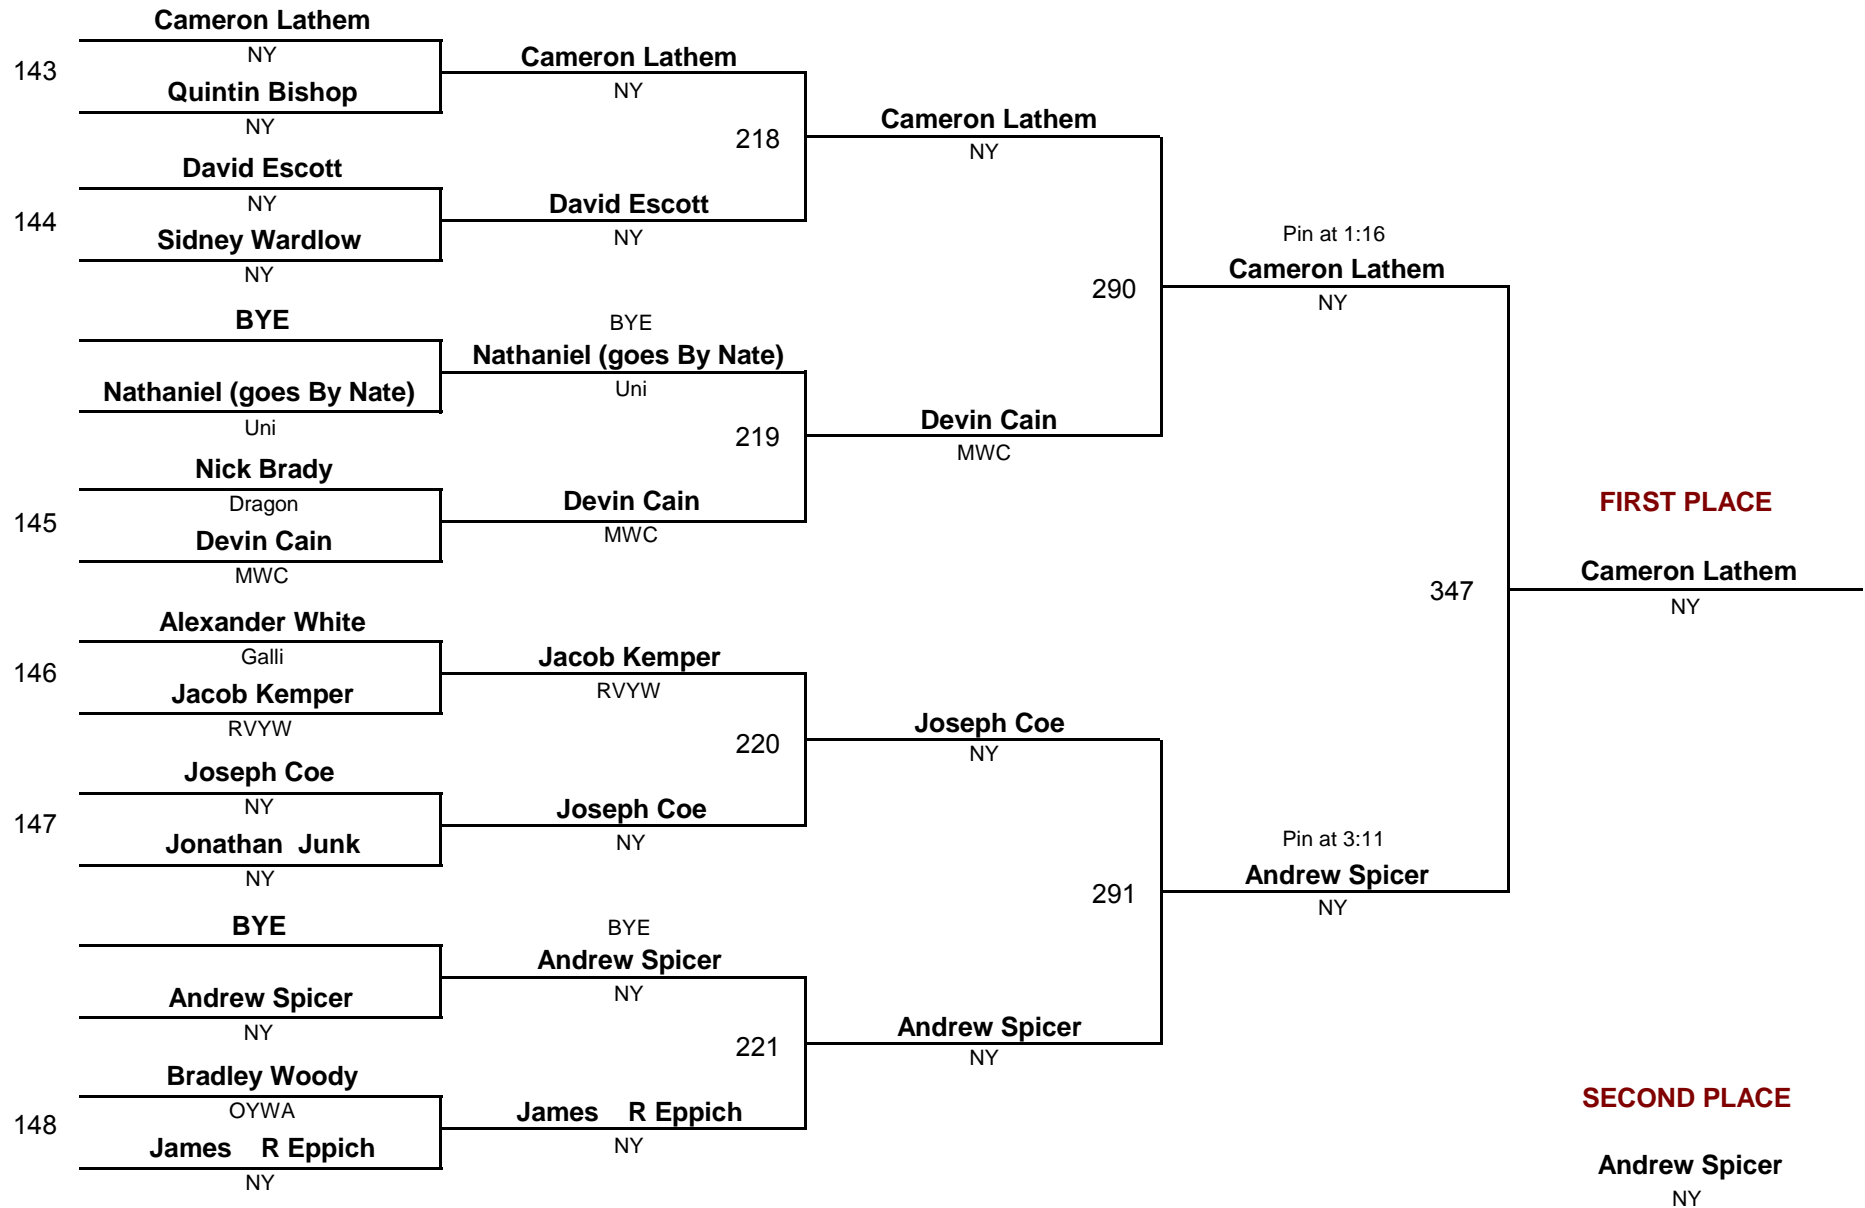 Cameron Lathem
NY
143
Quintin Bishop
NY
David Escott
NY
144
Sidney Wardlow
NY
BYE
Nathaniel (goes By Nate)
Uni
Nick Brady
Dragon
145
Devin Cain
MWC
Alexander White
Galli
146
Jacob Kemper
RVYW
Joseph Coe
NY
147
Jonathan  Junk
NY
BYE
Andrew Spicer
NY
Bradley Woody
OYWA
148
James    R Eppich
NY
Cameron Lathem
NY
218
David Escott
NY
BYE
Nathaniel (goes By Nate)
Uni
219
Devin Cain
MWC
Jacob Kemper
RVYW
220
Joseph Coe
NY
BYE
Andrew Spicer
NY
221
James    R Eppich
NY
Cameron Lathem
NY
290
Devin Cain
MWC
Joseph Coe
NY
291
Andrew Spicer
NY
Pin at 1:16
Cameron Lathem
NY
347
Pin at 3:11
Andrew Spicer
NY
FIRST PLACE
Cameron Lathem
NY
SECOND PLACE
Andrew Spicer
NY